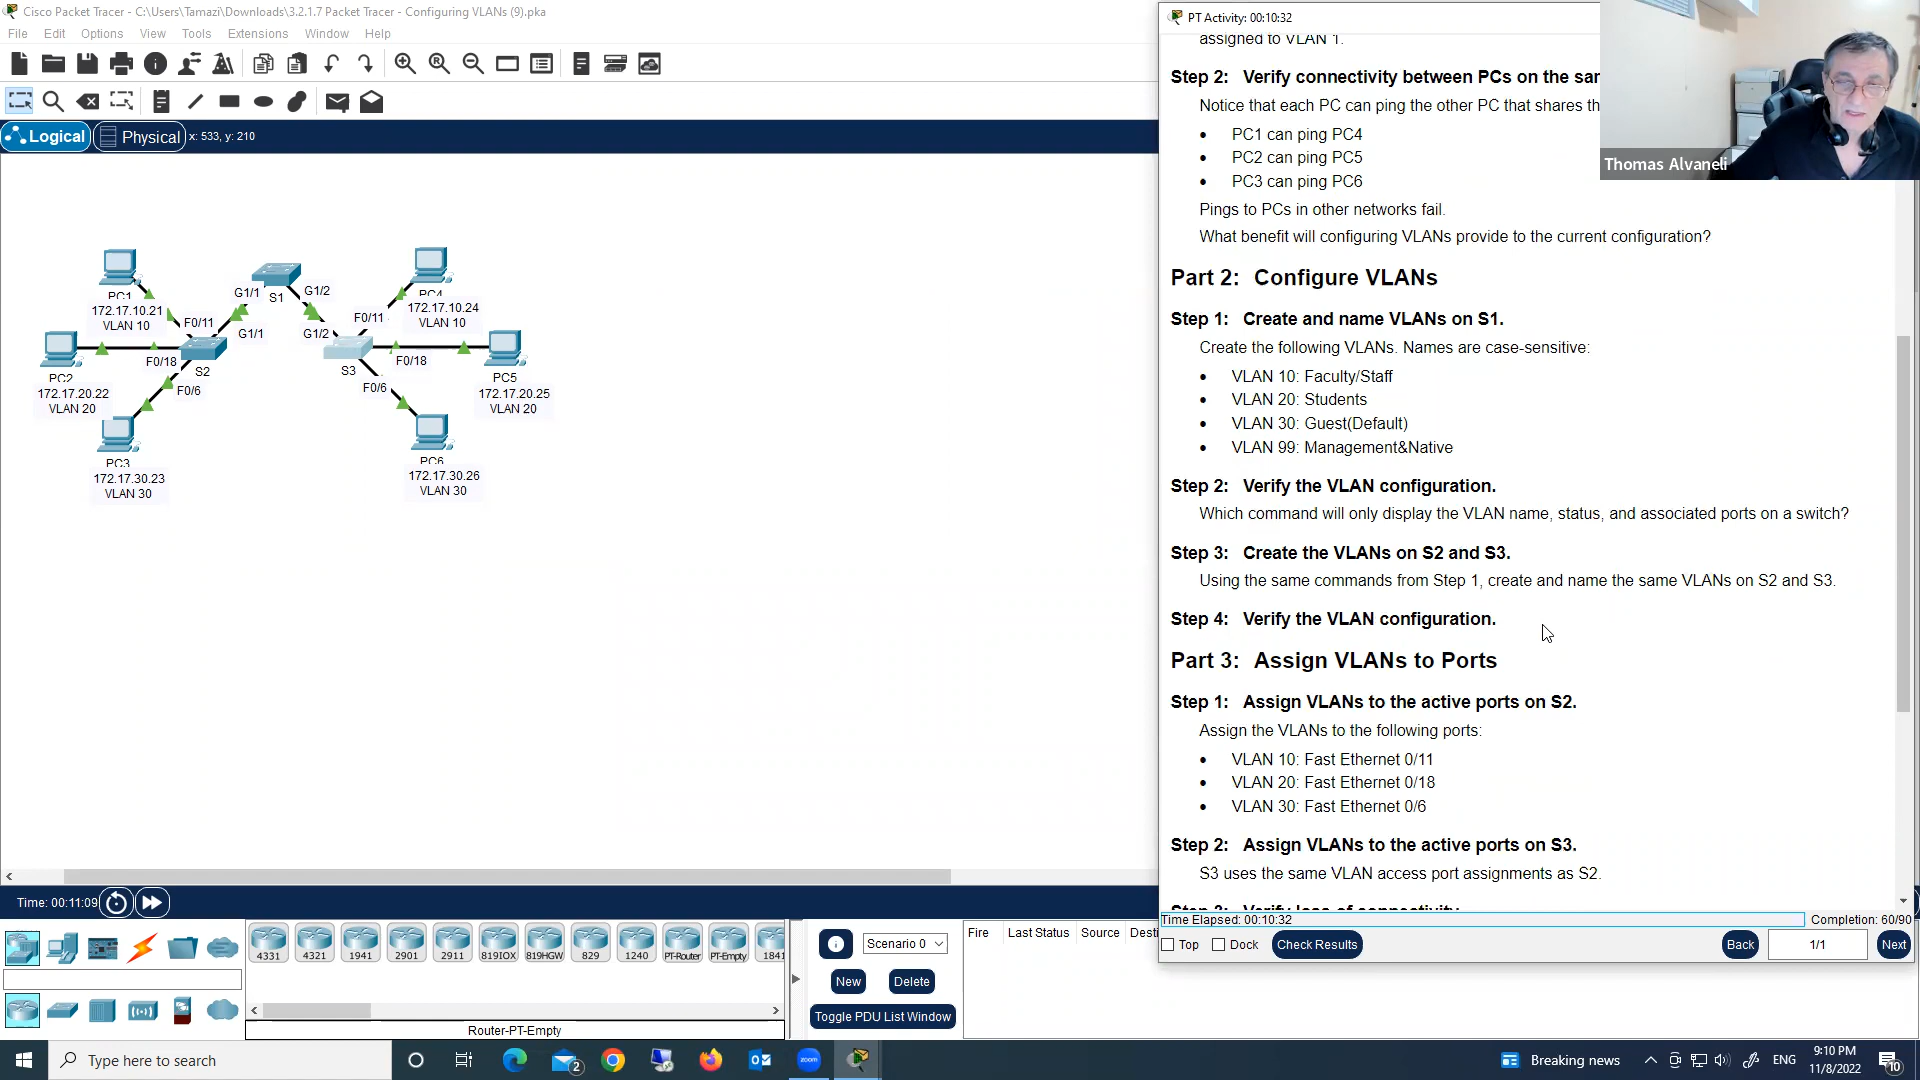 Cisco Packet Tracer - C:\Users\Tamazi\Downloads\3.2.1.7 Packet Tracer - Configuring VLANs (9).pka
File Edit Options View Tools Extensions Window Help
Logical Physical x: 533, y: 210
PC1
172.17.10.21
VLAN 10
F0/11
G1/1
S1
G1/2
G1/1
G1/2
F0/11
PC4
172.17.10.24
VLAN 10
PC2
172.17.20.22
VLAN 20
F0/18
S2
F0/6
S3
F0/18
F0/6
PC5
172.17.20.25
VLAN 20
PC3
172.17.30.23
VLAN 30
PC6
172.17.30.26
VLAN 30
Time: 00:11:09
4331 4321 1941 2901 2911 819IOX 819HGW 829 1240 PT-Router PT-Empty 1841
Router-PT-Empty
Scenario 0
New Delete
Toggle PDU List Window
Fire Last Status Source Desti
PT Activity: 00:10:32
assigned to VLAN 1.
Step 2: Verify connectivity between PCs on the sar
Notice that each PC can ping the other PC that shares th
• PC1 can ping PC4
• PC2 can ping PC5
• PC3 can ping PC6
Pings to PCs in other networks fail.
What benefit will configuring VLANs provide to the current configuration?
Part 2: Configure VLANs
Step 1: Create and name VLANs on S1.
Create the following VLANs. Names are case-sensitive:
• VLAN 10: Faculty/Staff
• VLAN 20: Students
• VLAN 30: Guest(Default)
• VLAN 99: Management&Native
Step 2: Verify the VLAN configuration.
Which command will only display the VLAN name, status, and associated ports on a switch?
Step 3: Create the VLANs on S2 and S3.
Using the same commands from Step 1, create and name the same VLANs on S2 and S3.
Step 4: Verify the VLAN configuration.
Part 3: Assign VLANs to Ports
Step 1: Assign VLANs to the active ports on S2.
Assign the VLANs to the following ports:
• VLAN 10: Fast Ethernet 0/11
• VLAN 20: Fast Ethernet 0/18
• VLAN 30: Fast Ethernet 0/6
Step 2: Assign VLANs to the active ports on S3.
S3 uses the same VLAN access port assignments as S2.
Step 3: Verify loss of connectivity.
Time Elapsed: 00:10:32 Completion: 60/90
Top Dock Check Results Back 1/1 Next
Thomas Alvaneli
Type here to search
2
zoom
Breaking news
ENG
9:10 PM
11/8/2022
10